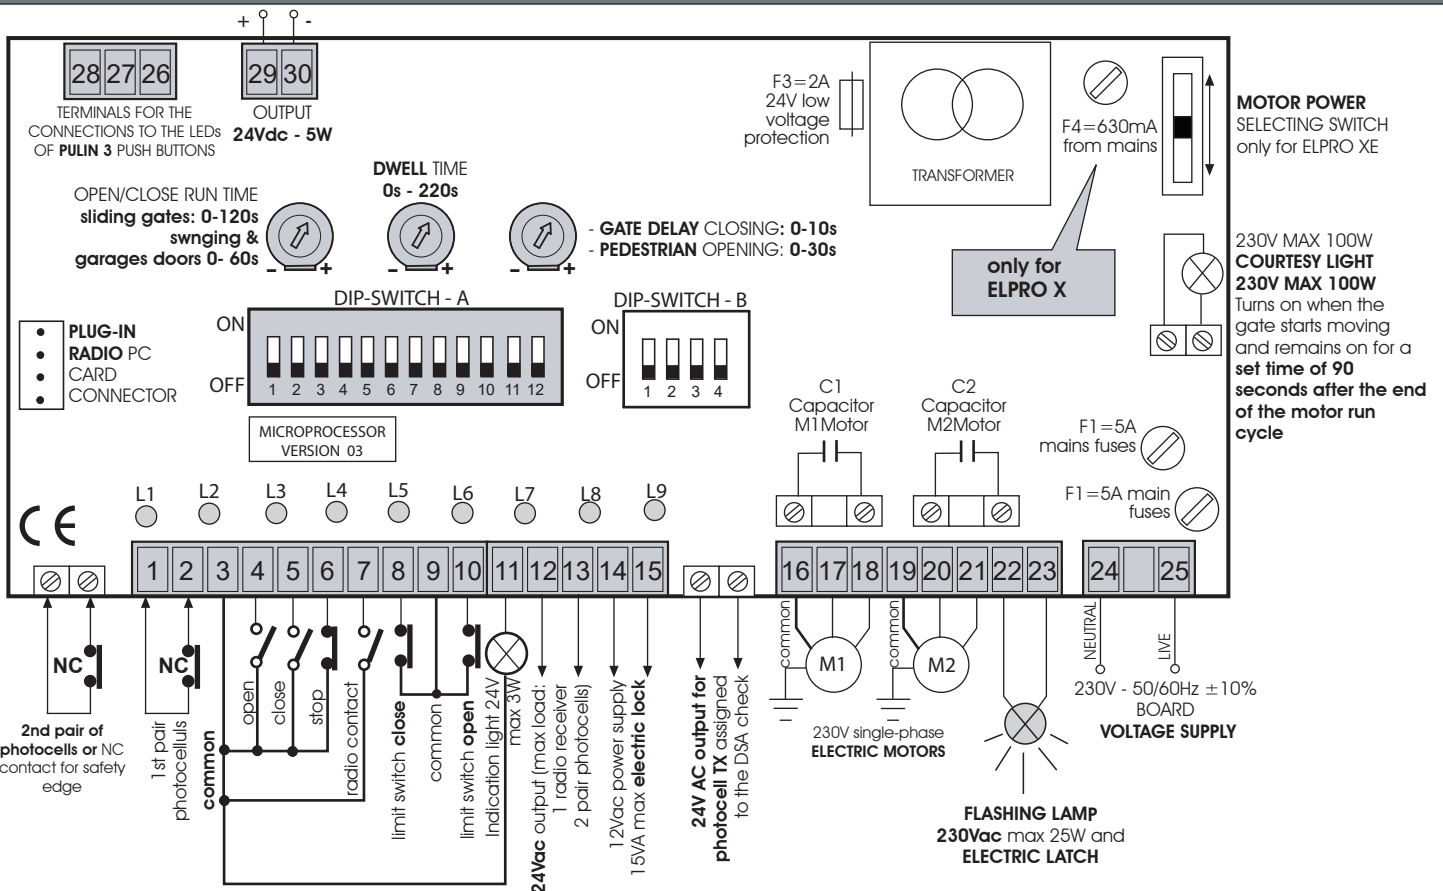 + -
28 27 26
29 30
TERMINALS FOR THE
CONNECTIONS TO THE LEDs
OF PULIN 3 PUSH BUTTONS
OUTPUT
24Vdc - 5W
F3=2A
24V low
voltage
protection
TRANSFORMER
F4=630mA
from mains
MOTOR POWER
SELECTING SWITCH
only for ELPRO XE
OPEN/CLOSE RUN TIME
sliding gates: 0-120s
swnging &
garages doors 0- 60s
- +
DWELL TIME
0s - 220s
- +
- +
- GATE DELAY CLOSING: 0-10s
- PEDESTRIAN OPENING: 0-30s
only for
ELPRO X
230V MAX 100W
COURTESY LIGHT
230V MAX 100W
Turns on when the
gate starts moving
and remains on for a
set time of 90
seconds after the end
of the motor run
cycle
PLUG-IN
RADIO PC
CARD
CONNECTOR
DIP-SWITCH - A
ON
OFF
1 2 3 4 5 6 7 8 9 10 11 12
DIP-SWITCH - B
ON
OFF
1 2 3 4
MICROPROCESSOR
VERSION 03
C1
Capacitor
M1Motor
C2
Capacitor
M2Motor
F1=5A
mains fuses
F1=5A main
fuses
CE
L1 L2 L3 L4 L5 L6 L7 L8 L9
1 2 3 4 5 6 7 8 9 10 11 12 13 14 15
16 17 18 19 20 21 22 23
24 25
NC
2nd pair of
photocells or NC
contact for safety
edge
NC
1st pair
photocelluls
common
open
close
stop
radio contact
limit switch close
common
limit switch open
Indication light 24V
max 3W
24Vac output (max load:
1 radio receiver
2 pair photocells)
12Vac power supply
15VA max electric lock
24V AC output for
photocell TX assigned
to the DSA check
common
M1
common
M2
230V single-phase
ELECTRIC MOTORS
FLASHING LAMP
230Vac max 25W and
ELECTRIC LATCH
NEUTRAL
LIVE
230V - 50/60Hz ±10%
BOARD
VOLTAGE SUPPLY